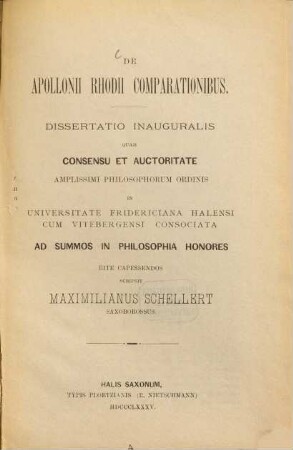 DE
APOLLONII RHODII COMPARATIONIBUS.
DISSERTATIO INAUGURALIS
QUAM
CONSENSU ET AUCTORITATE
AMPLISSIMI PHILOSOPHORUM ORDINIS
IN
UNIVERSITATE FRIDERICIANA HALENSI
CUM VITEBERGENSI CONSOCIATA
AD SUMMOS IN PHILOSOPHIA HONORES
RITE CAPESSENDOS
SCRIPSIT
MAXIMILIANUS SCHELLERT
SAXOBORUSSUS.
HALIS SAXONUM,
TYPIS PLOETZIANIS (R. NIETSCHMANN)
MDCCCLXXXV.